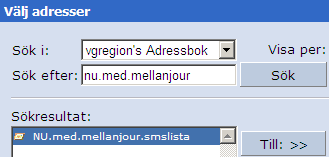 Välj adresser
Sök i: vgregion's Adressbok Visa per:
Sök efter: nu.med.mellanjour Sök
Sökresultat:
NU.med.mellanjour.smslista Till: >>